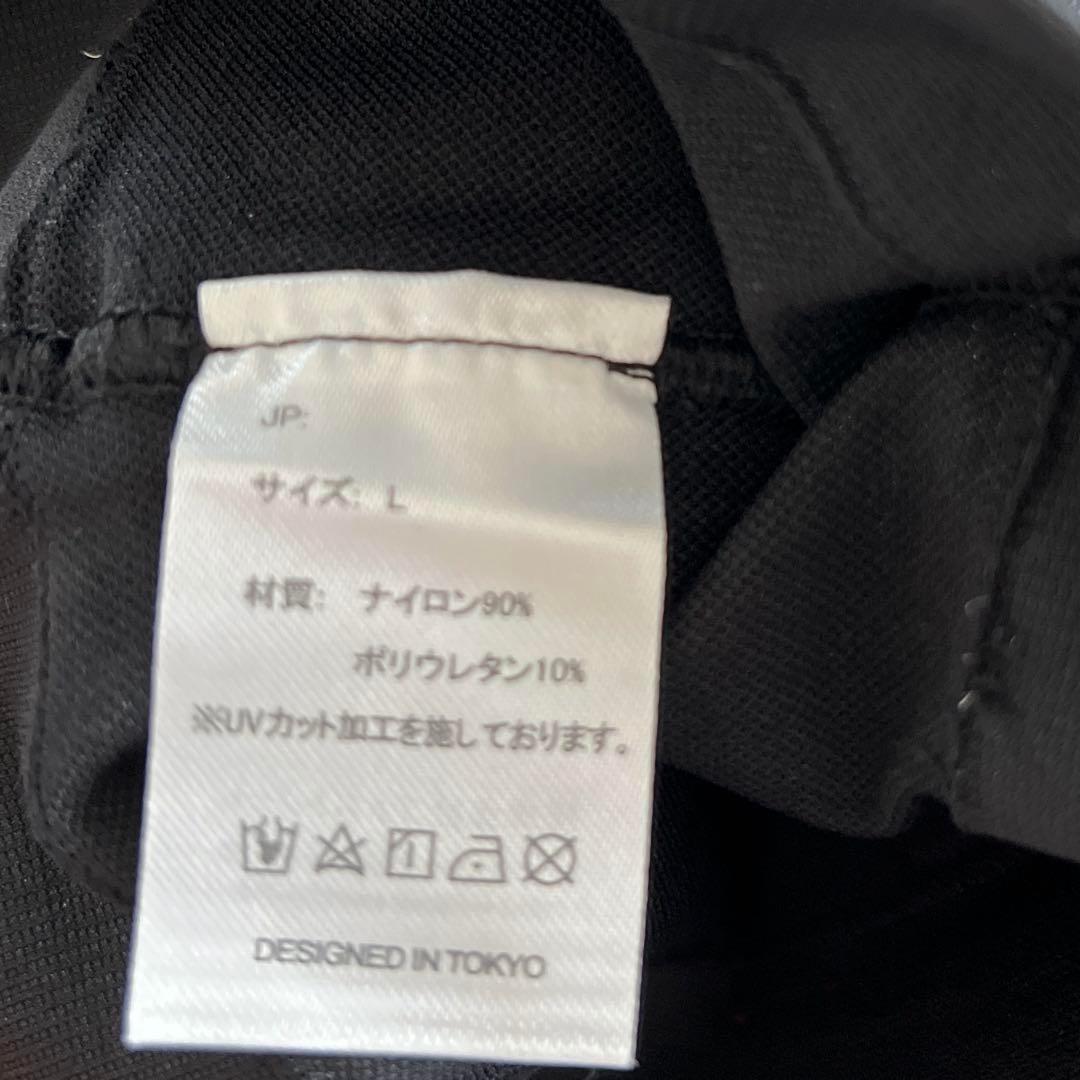 JP:
サイズ: L
材質: ナイロン90%
ポリウレタン10%
※UVカット加工を施しております。
DESIGNED IN TOKYO